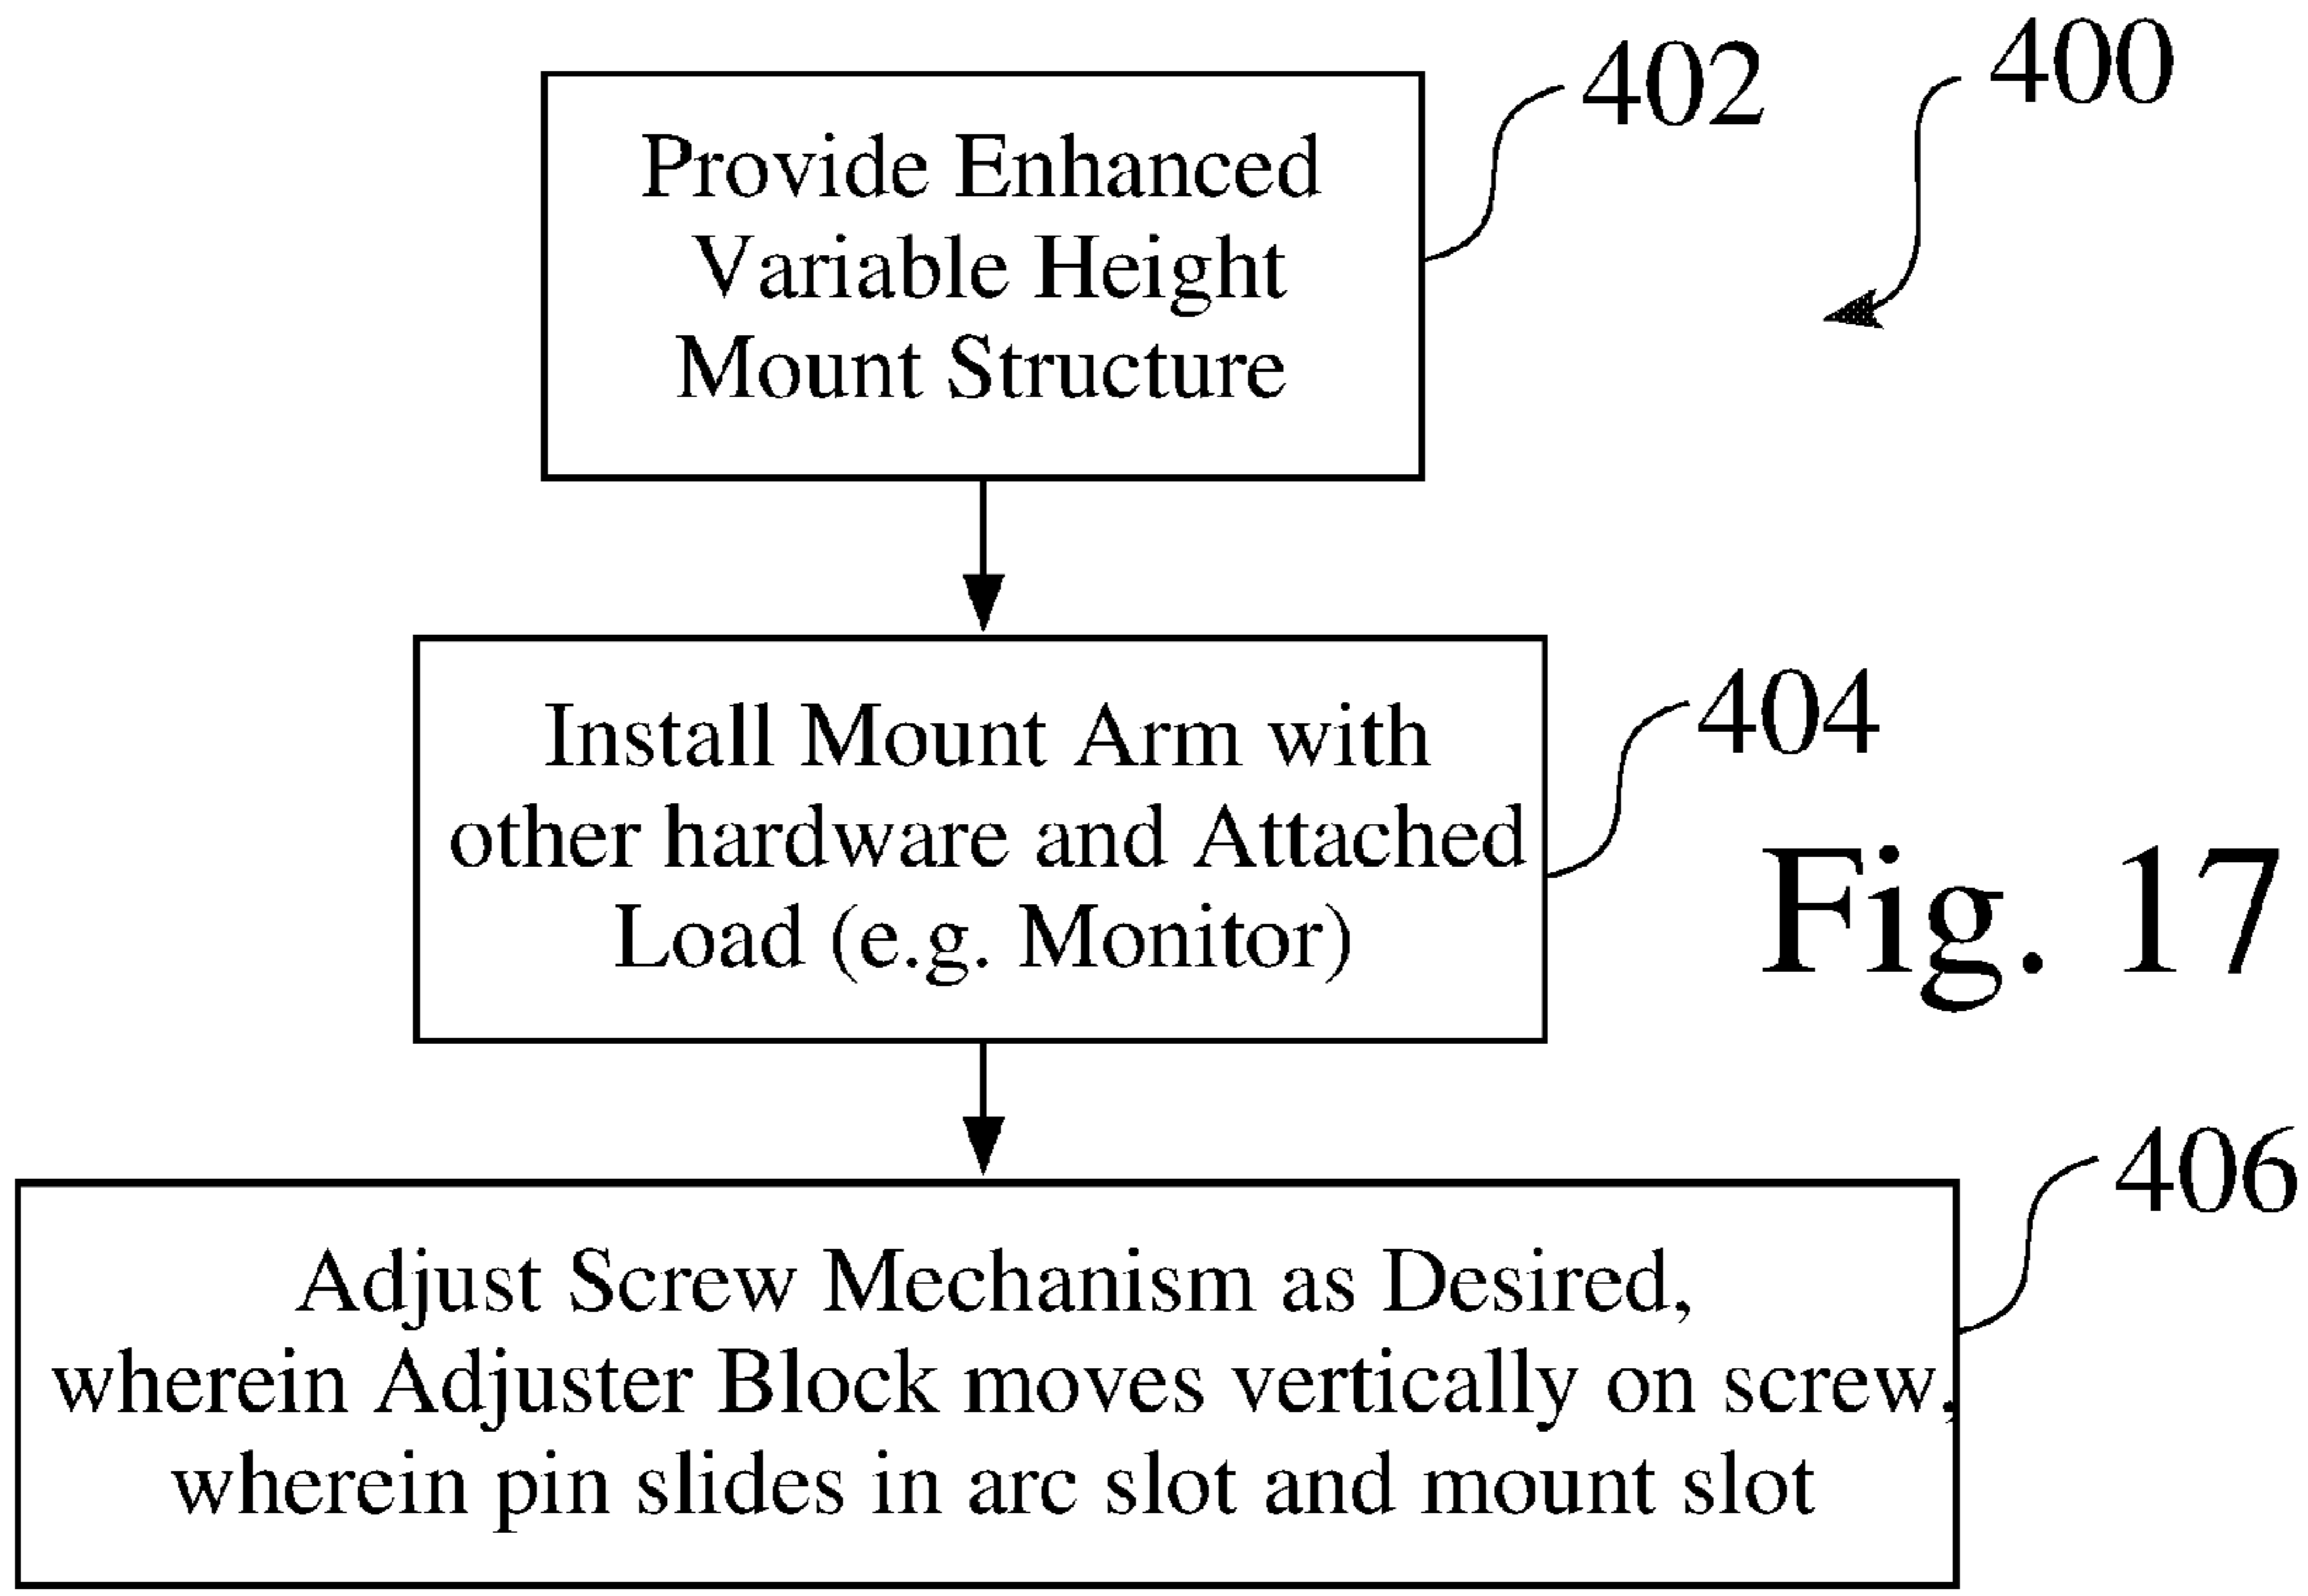 400
402
Provide Enhanced
Variable Height
Mount Structure
404
Install Mount Arm with
other hardware and Attached
Load (e.g. Monitor)
Fig. 17
406
Adjust Screw Mechanism as Desired,
wherein Adjuster Block moves vertically on screw,
wherein pin slides in arc slot and mount slot